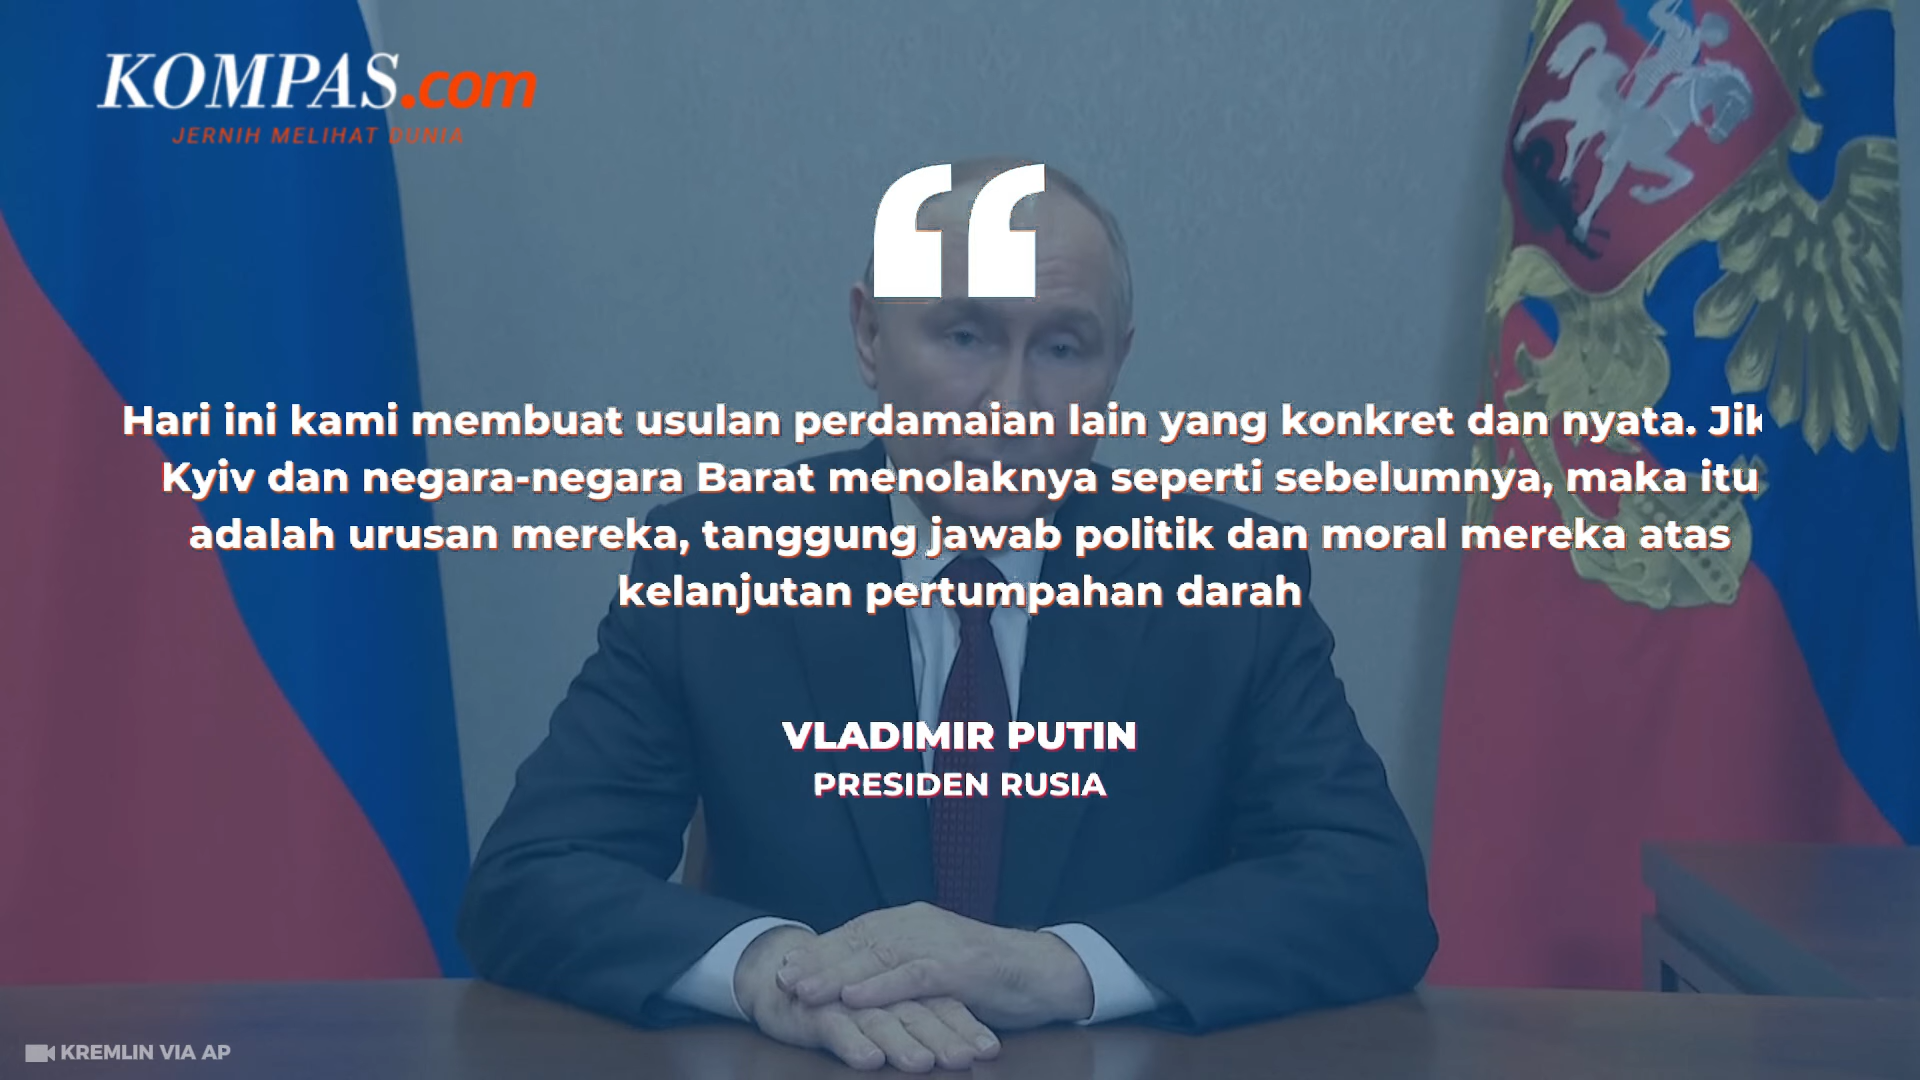 KOMPAS.com
JERNIH MELIHAT DUNIA
Hari ini kami membuat usulan perdamaian lain yang konkret dan nyata. Jik
Kyiv dan negara-negara Barat menolaknya seperti sebelumnya, maka itu
adalah urusan mereka, tanggung jawab politik dan moral mereka atas
kelanjutan pertumpahan darah
VLADIMIR PUTIN
PRESIDEN RUSIA
KREMLIN VIA AP